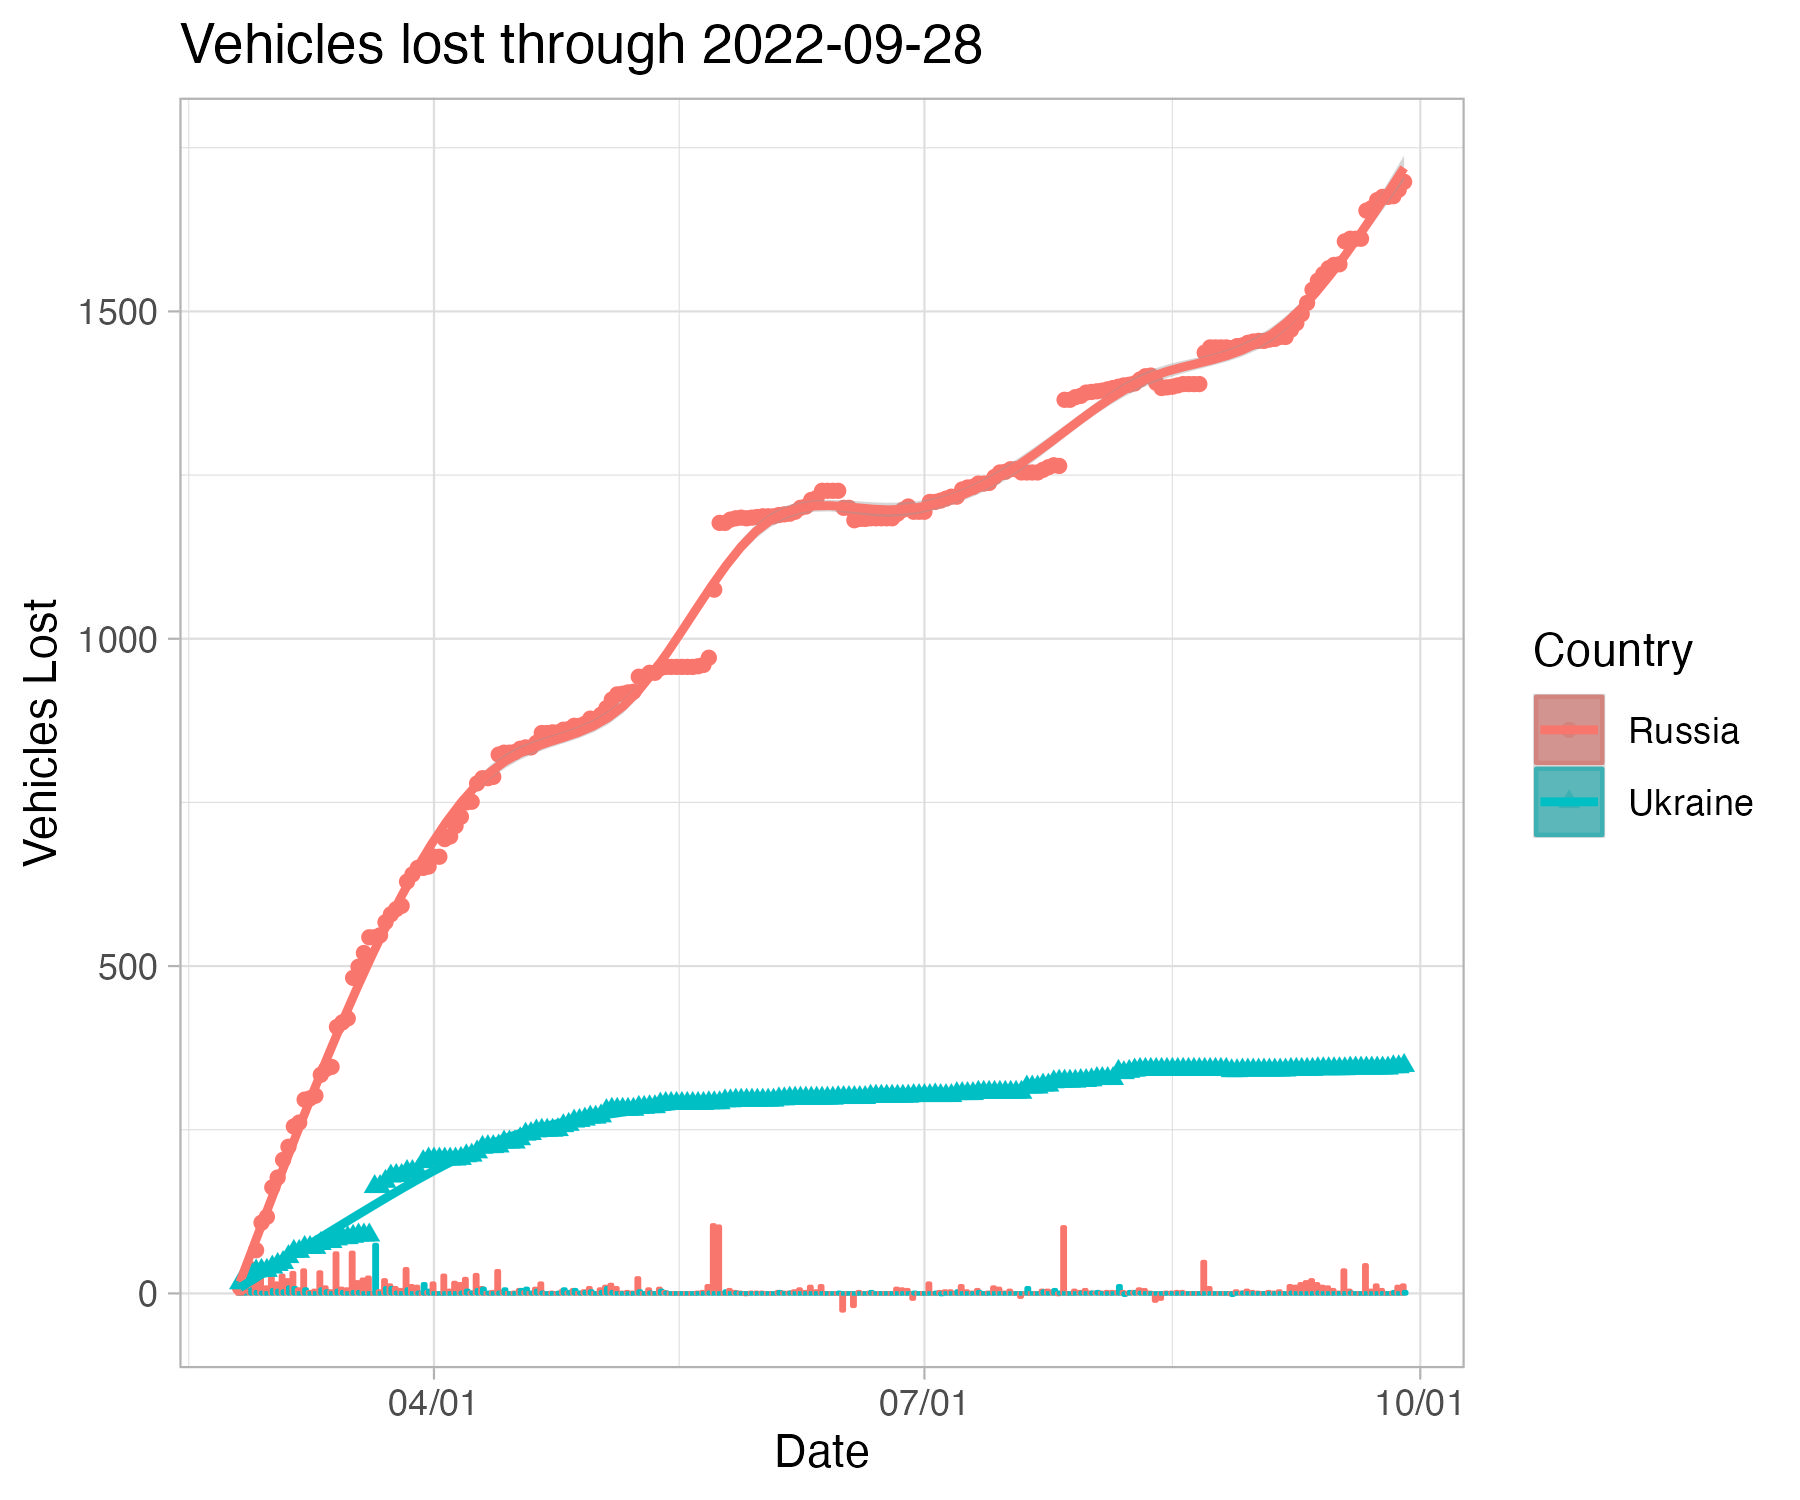 Vehicles lost through 2022-09-28
Vehicles Lost
1500
1000
500
0
04/01
07/01
10/01
Date
Country
Russia
Ukraine